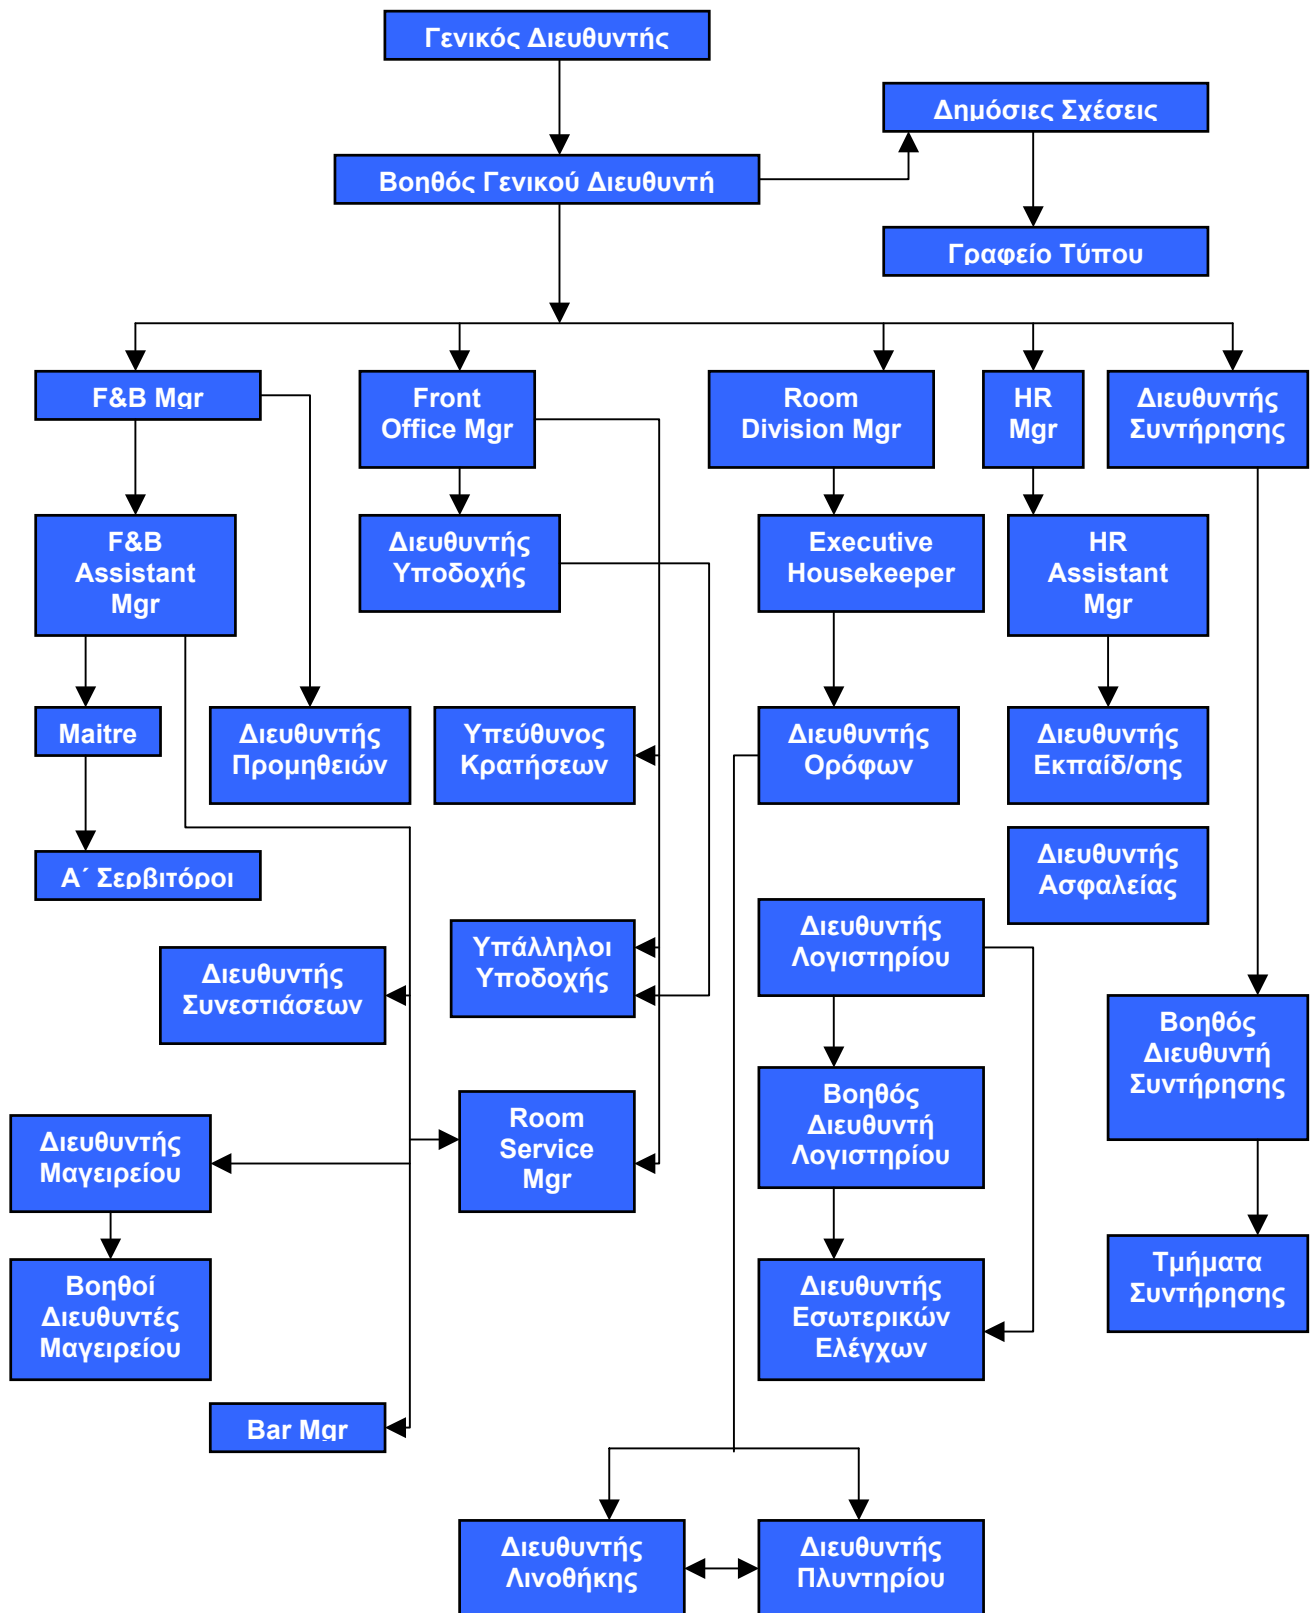 Γενικός Διευθυντής
Δημόσιες Σχέσεις
Βοηθός Γενικού Διευθυντή
Γραφείο Τύπου
F&B Mgr
Front
Office Mgr
Room
Division Mgr
HR
Mgr
Διευθυντής
Συντήρησης
F&B
Assistant
Mgr
Διευθυντής
Υποδοχής
Executive
Housekeeper
HR
Assistant
Mgr
Maitre
Διευθυντής
Προμηθειών
Υπεύθυνος
Κρατήσεων
Διευθυντής
Ορόφων
Διευθυντής
Εκπαίδ/σης
Α΄ Σερβιτόροι
Διευθυντής
Ασφαλείας
Διευθυντής
Συνεστιάσεων
Υπάλληλοι
Υποδοχής
Διευθυντής
Λογιστηρίου
Βοηθός
Διευθυντή
Συντήρησης
Διευθυντής
Μαγειρείου
Room
Service
Mgr
Βοηθός
Διευθυντή
Λογιστηρίου
Βοηθοί
Διευθυντές
Μαγειρείου
Διευθυντής
Εσωτερικών
Ελέγχων
Τμήματα
Συντήρησης
Bar Mgr
Διευθυντής
Λινοθήκης
Διευθυντής
Πλυντηρίου